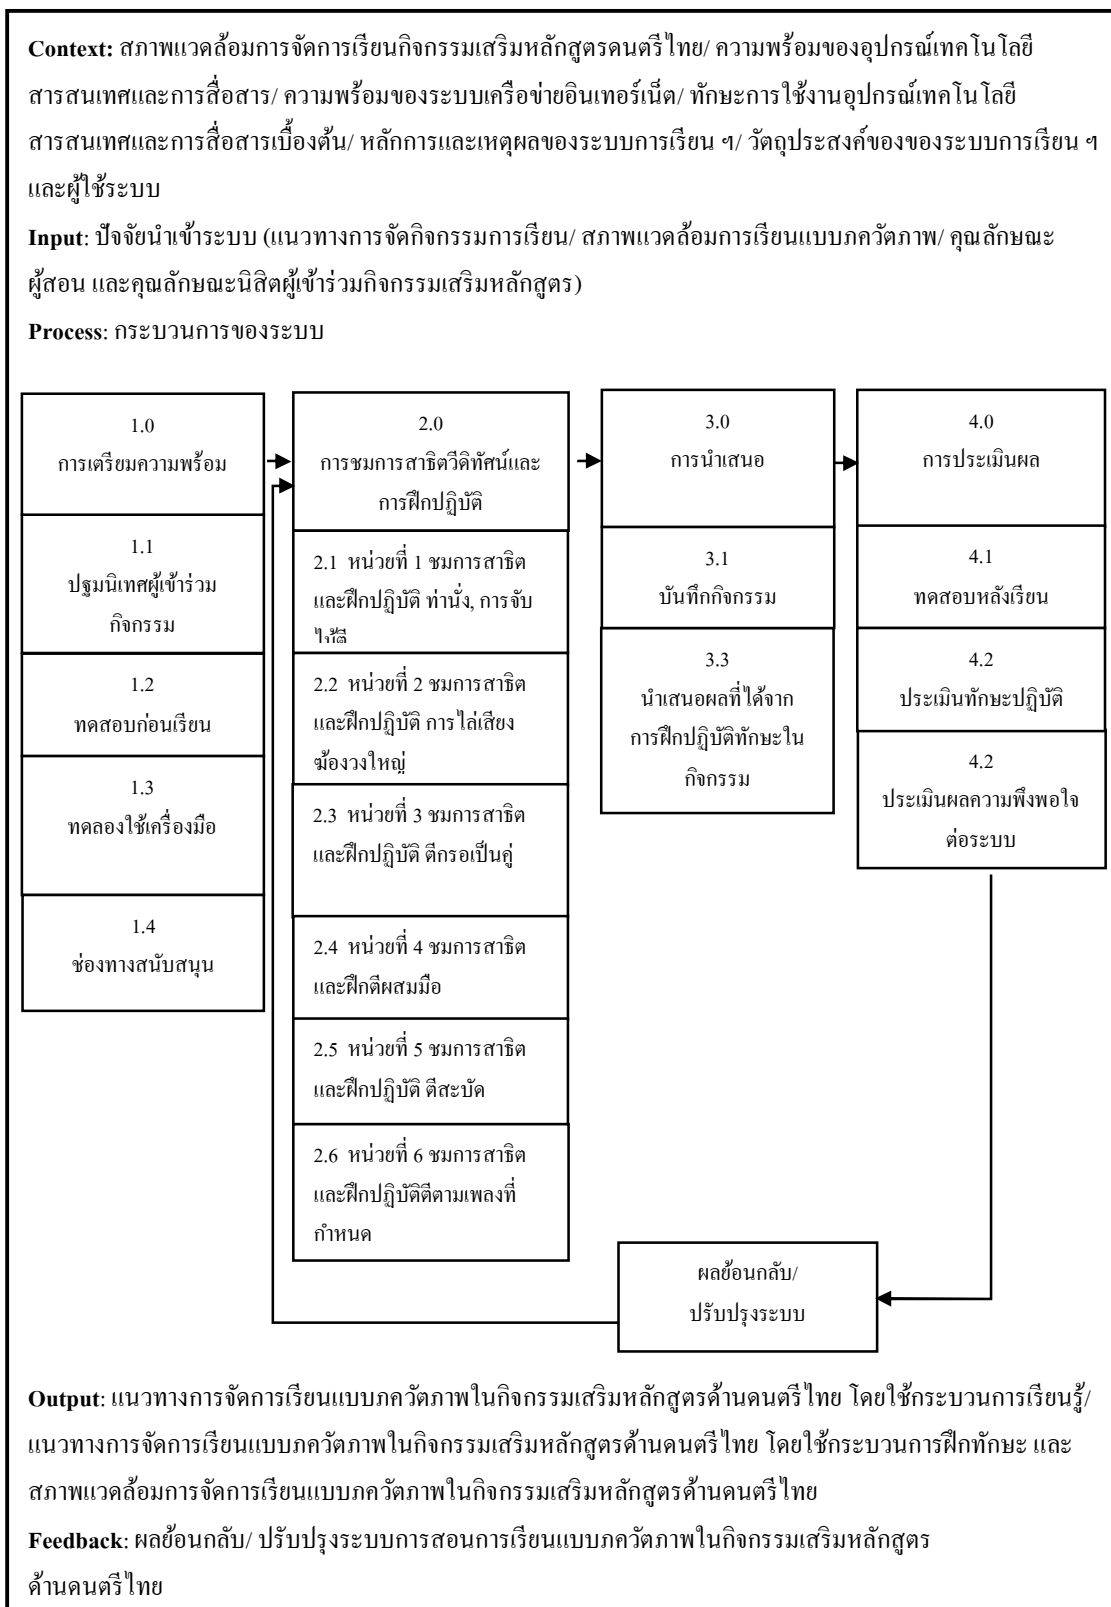 Context: สภาพแวดล้อมการจัดการเรียนกิจกรรมเสริมหลักสูตรดนตรีไทย/ ความพร้อมของอุปกรณ์เทคโนโลยี
สารสนเทศและการสื่อสาร/ ความพร้อมของระบบเครือข่ายอินเทอร์เน็ต/ ทักษะการใช้งานอุปกรณ์เทคโนโลยี
สารสนเทศและการสื่อสารเบื้องต้น/ หลักการและเหตุผลของระบบการเรียน ฯ/ วัตถุประสงค์ของของระบบการเรียน ฯ
และผู้ใช้ระบบ
Input: ปัจจัยนำเข้าระบบ (แนวทางการจัดกิจกรรมการเรียน/ สภาพแวดล้อมการเรียนแบบภควัตภาพ/ คุณลักษณะ
ผู้สอน และคุณลักษณะนิสิตผู้เข้าร่วมกิจกรรมเสริมหลักสูตร)
Process: กระบวนการของระบบ
1.0
การเตรียมความพร้อม
1.1
ปฐมนิเทศผู้เข้าร่วม
กิจกรรม
1.2
ทดสอบก่อนเรียน
1.3
ทดลองใช้เครื่องมือ
1.4
ช่องทางสนับสนุน
2.0
การชมการสาธิตวีดิทัศน์และ
การฝึกปฏิบัติ
2.1 หน่วยที่ 1 ชมการสาธิต
และฝึกปฏิบัติ ท่านั่ง, การจับ
ไม้ตี
2.2 หน่วยที่ 2 ชมการสาธิต
และฝึกปฏิบัติ การไล่เสียง
ฆ้องวงใหญ่
2.3 หน่วยที่ 3 ชมการสาธิต
และฝึกปฏิบัติ ตีกรอเป็นคู่
2.4 หน่วยที่ 4 ชมการสาธิต
และฝึกตีผสมมือ
2.5 หน่วยที่ 5 ชมการสาธิต
และฝึกปฏิบัติ ตีสะบัด
2.6 หน่วยที่ 6 ชมการสาธิต
และฝึกปฏิบัติตีตามเพลงที่
กำหนด
3.0
การนำเสนอ
3.1
บันทึกกิจกรรม
3.3
นำเสนอผลที่ได้จาก
การฝึกปฏิบัติทักษะใน
กิจกรรม
4.0
การประเมินผล
4.1
ทดสอบหลังเรียน
4.2
ประเมินทักษะปฏิบัติ
4.2
ประเมินผลความพึงพอใจ
ต่อระบบ
ผลย้อนกลับ/
ปรับปรุงระบบ
Output: แนวทางการจัดการเรียนแบบภควัตภาพในกิจกรรมเสริมหลักสูตรด้านดนตรีไทย โดยใช้กระบวนการเรียนรู้/
แนวทางการจัดการเรียนแบบภควัตภาพในกิจกรรมเสริมหลักสูตรด้านดนตรีไทย โดยใช้กระบวนการฝึกทักษะ และ
สภาพแวดล้อมการจัดการเรียนแบบภควัตภาพในกิจกรรมเสริมหลักสูตรด้านดนตรีไทย
Feedback: ผลย้อนกลับ/ ปรับปรุงระบบการสอนการเรียนแบบภควัตภาพในกิจกรรมเสริมหลักสูตร
ด้านดนตรีไทย